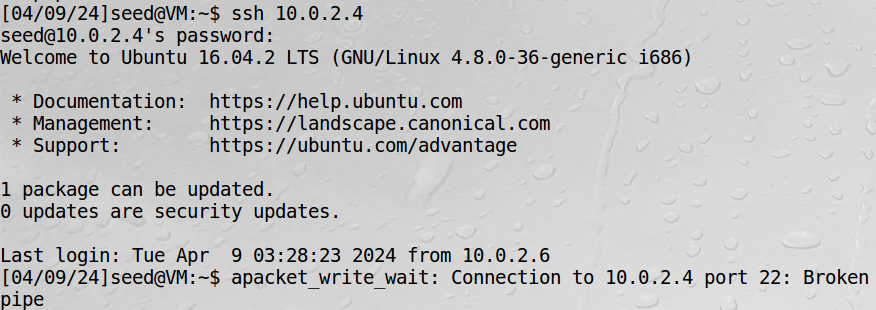 [04/09/24]seed@VM:~$ ssh 10.0.2.4
seed@10.0.2.4's password:
Welcome to Ubuntu 16.04.2 LTS (GNU/Linux 4.8.0-36-generic i686)

 * Documentation:  https://help.ubuntu.com
 * Management:     https://landscape.canonical.com
 * Support:        https://ubuntu.com/advantage

1 package can be updated.
0 updates are security updates.

Last login: Tue Apr  9 03:28:23 2024 from 10.0.2.6
[04/09/24]seed@VM:~$ apacket_write_wait: Connection to 10.0.2.4 port 22: Broken
pipe